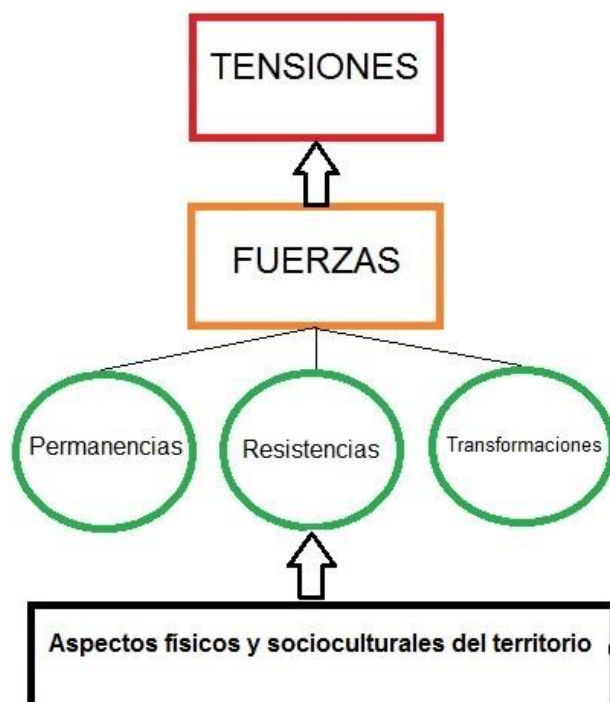 TENSIONES
FUERZAS
Permanencias
Resistencias
Transformaciones
Aspectos físicos y socioculturales del territorio